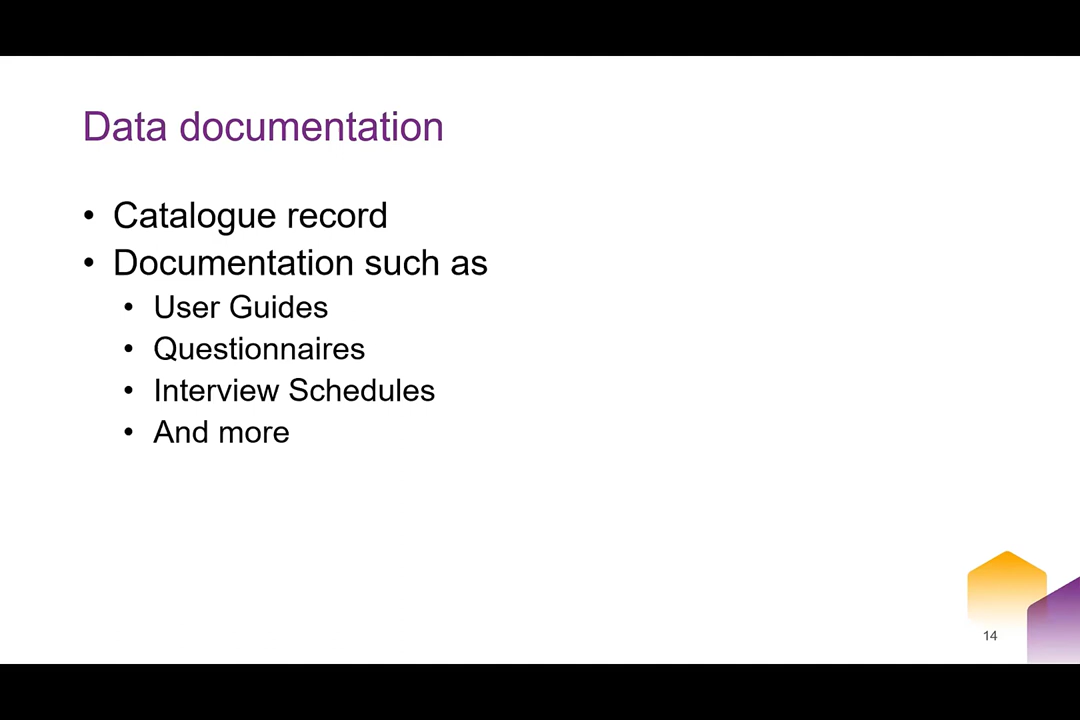 Data documentation
• Catalogue record
• Documentation such as
• User Guides
• Questionnaires
• Interview Schedules
• And more
14